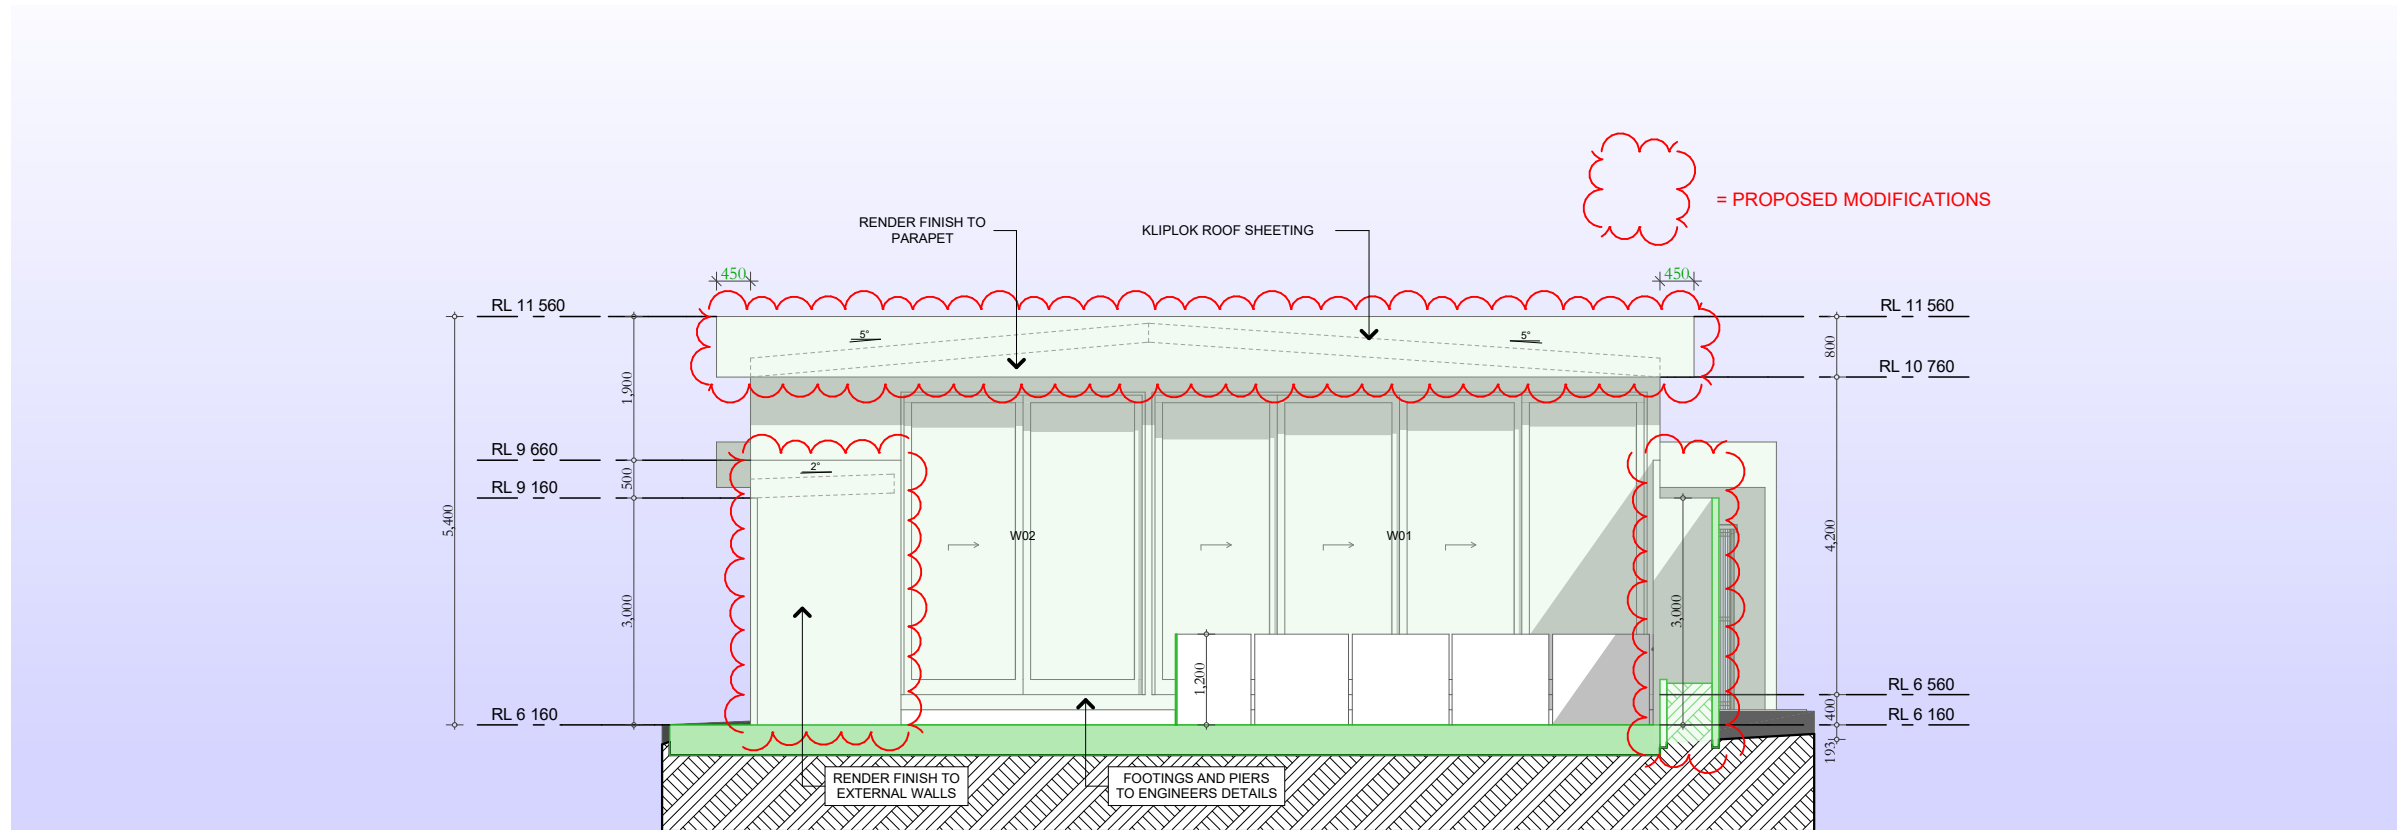 = PROPOSED MODIFICATIONS
RENDER FINISH TO
PARAPET
KLIPLOK ROOF SHEETING
450
450
RL 11 560
RL 11 560
5°
5°
800
1,900
RL 10 760
RL 9 660
2°
500
RL 9 160
5,400
W02
W01
4,200
3,000
3,000
1,200
RL 6 560
400
RL 6 160
RL 6 160
193
RENDER FINISH TO
EXTERNAL WALLS
FOOTINGS AND PIERS
TO ENGINEERS DETAILS